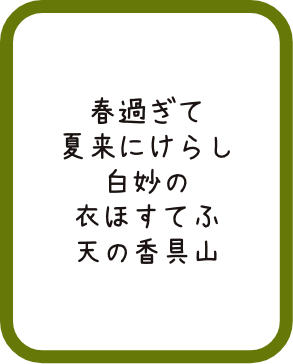 春過ぎて
夏来にけらし
白妙の
衣ほすてふ
天の香具山